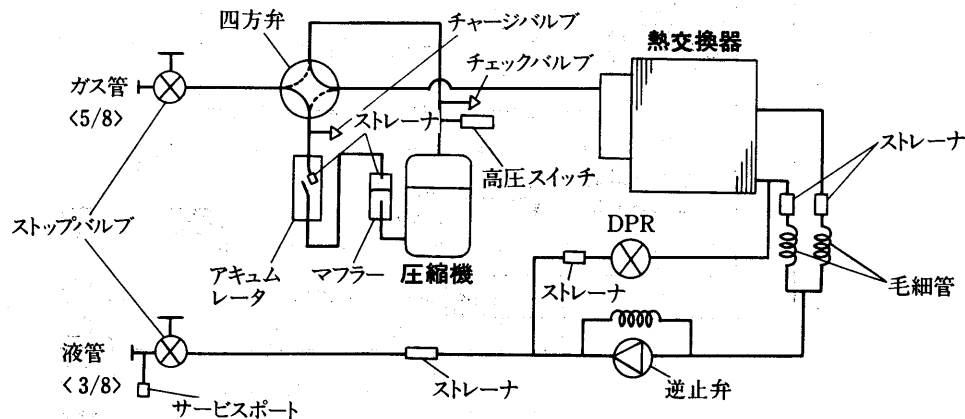 四方弁
チャージバルブ
熱交換器
チェックバルブ
ガス管
<5/8>
ストレーナ
ストレーナ
高圧スイッチ
ストップバルブ
DPR
アキュム
レータ
マフラー
圧縮機
ストレーナ
毛細管
液管
<3/8>
ストレーナ
逆止弁
サービスポート